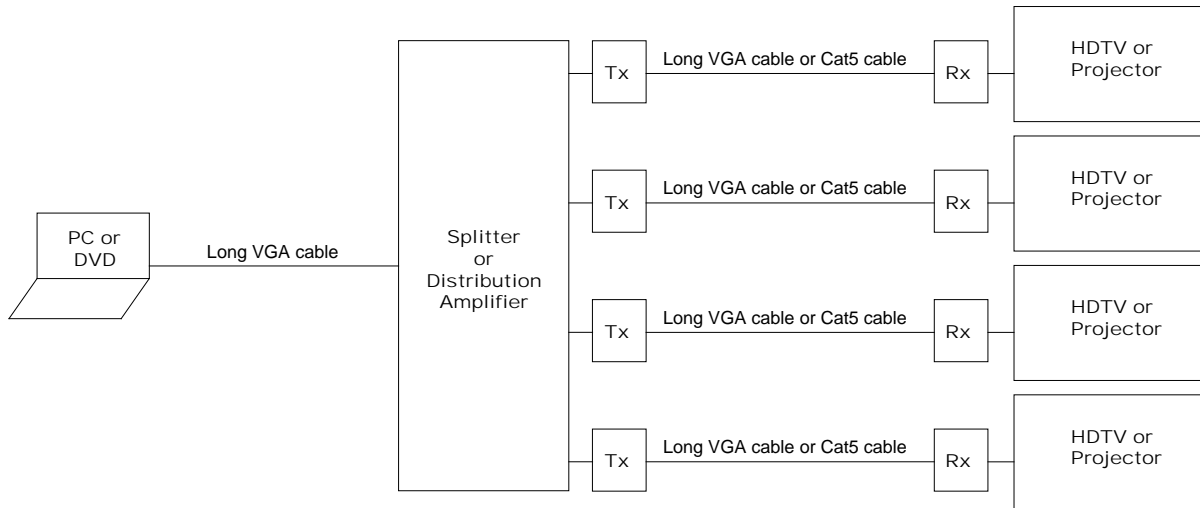 PC or
DVD
Long VGA cable
Splitter
or
Distribution
Amplifier
Tx
Long VGA cable or Cat5 cable
Rx
HDTV or
Projector
Tx
Long VGA cable or Cat5 cable
Rx
HDTV or
Projector
Tx
Long VGA cable or Cat5 cable
Rx
HDTV or
Projector
Tx
Long VGA cable or Cat5 cable
Rx
HDTV or
Projector